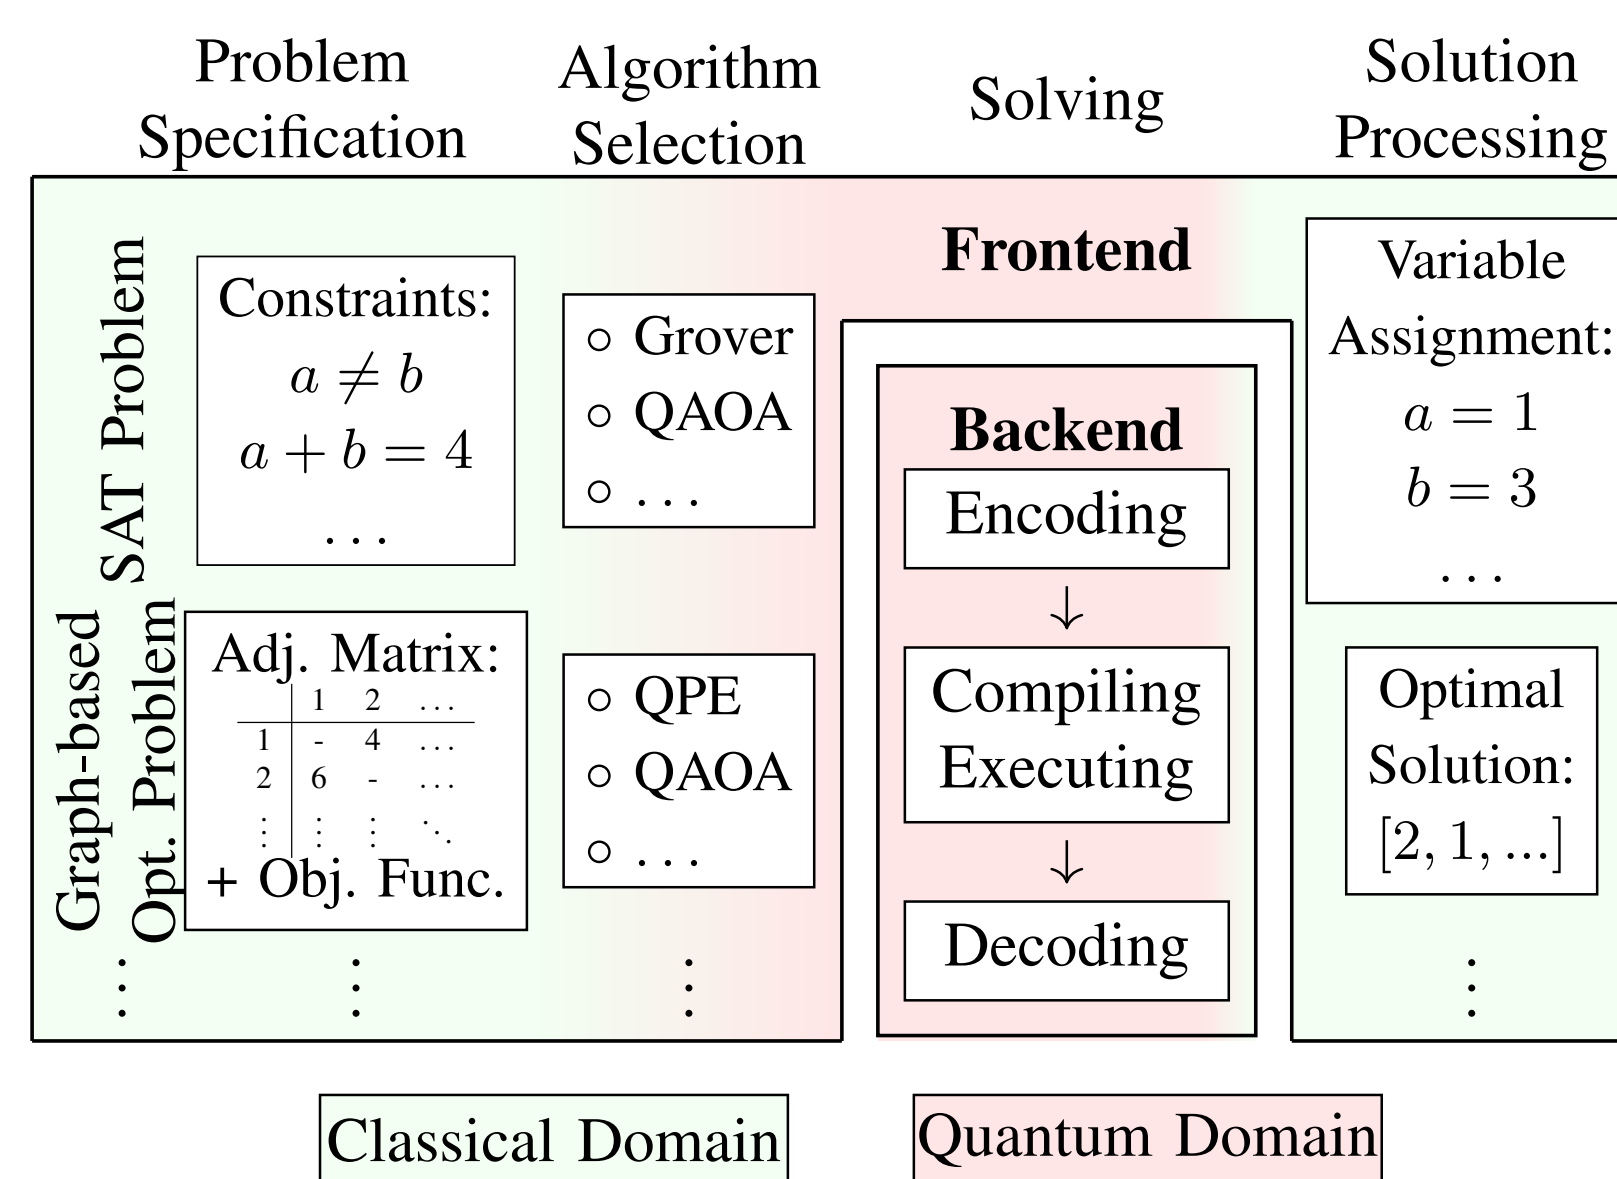 Problem
Specification
Algorithm
Selection
Solving
Solution
Processing
SAT Problem
Constraints:
a ≠ b
a + b = 4
...
Grover
QAOA
...
Frontend
Backend
Encoding
↓
Compiling
Executing
↓
Decoding
Variable
Assignment:
a = 1
b = 3
...
Graph-based
Opt. Problem
Adj. Matrix:
1 2 ...
1 - 4 ...
2 6 - ...
⋮ ⋮ ⋮ ⋱
+ Obj. Func.
QPE
QAOA
...
Optimal
Solution:
[2, 1, ...]
⋮ ⋮ ⋮ ⋮
Classical Domain
Quantum Domain